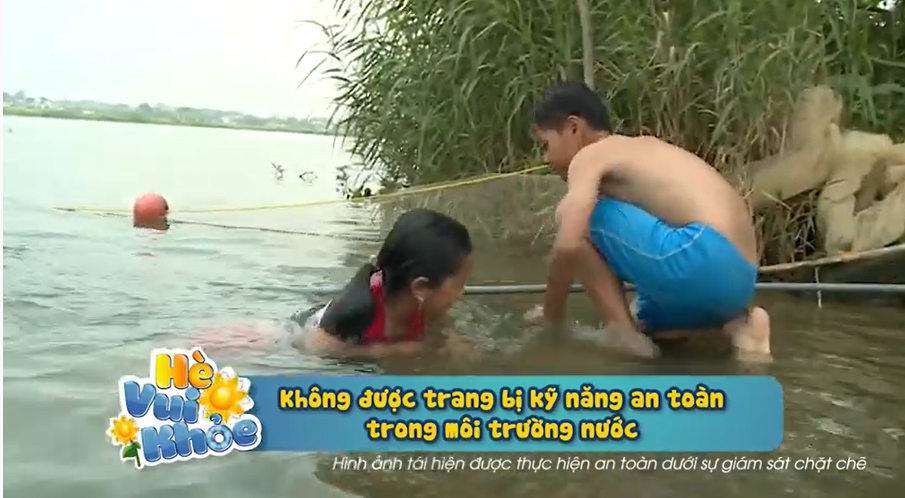 Hè
Vui
Khỏe
Không được trang bị kỹ năng an toàn
trong môi trường nước
Hình ảnh tái hiện được thực hiện an toàn dưới sự giám sát chặt chẽ